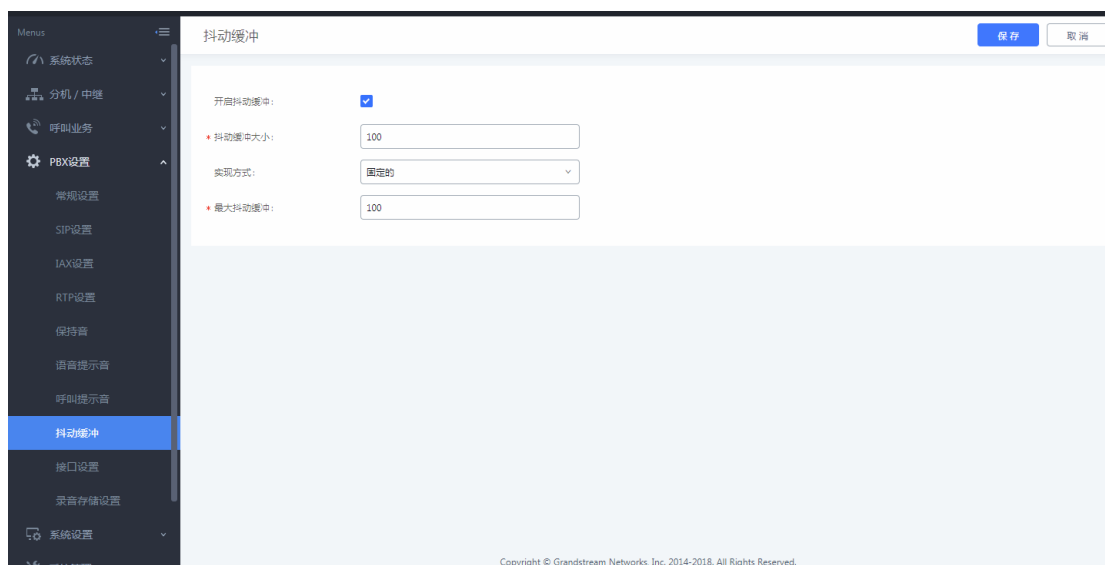 Menus
系统状态
分机 / 中继
呼叫业务
PBX设置
常规设置
SIP设置
IAX设置
RTP设置
保持音
语音提示音
呼叫提示音
抖动缓冲
接口设置
录音存储设置
系统设置
抖动缓冲
保存
取消
开启抖动缓冲：
* 抖动缓冲大小：
100
实现方式：
固定的
* 最大抖动缓冲：
100
Copyright © Grandstream Networks, Inc. 2014-2018. All Rights Reserved.